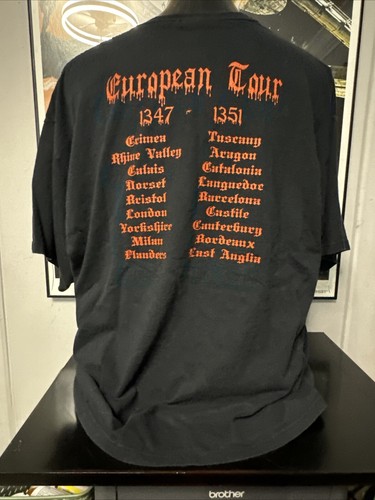 European Tour
1347 - 1351
Crimea Tuscany
Rhine Valley Aragon
Calais Catalonia
Dorset Languedoc
Bristol Barcelona
London Castile
Yorkshire Canterbury
Milan Bordeaux
Flanders East Anglia
brother